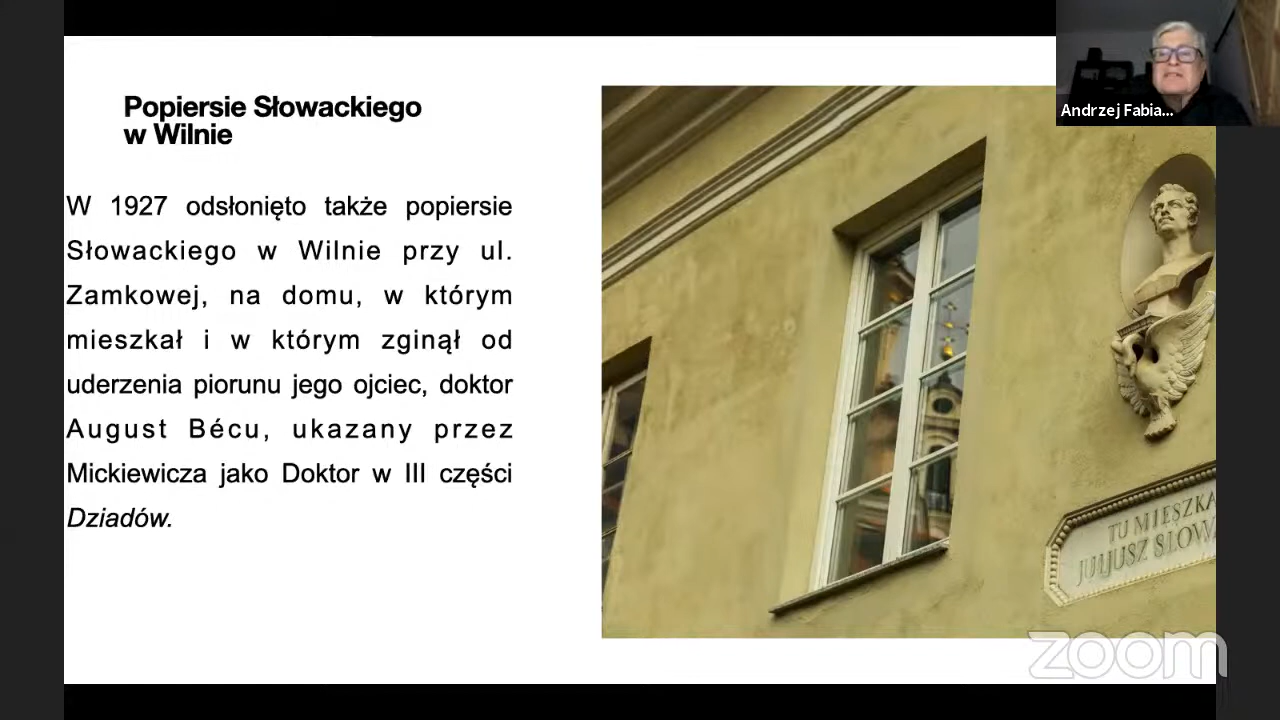 Popiersie Słowackiego
w Wilnie
W 1927 odsłonięto także popiersie
Słowackiego w Wilnie przy ul.
Zamkowej, na domu, w którym
mieszkał i w którym zginął od
uderzenia piorunu jego ojciec, doktor
August Bécu, ukazany przez
Mickiewicza jako Doktor w III części
Dziadów.
Andrzej Fabia...
TU MIESZKA
JULJUSZ SŁOW
zoom